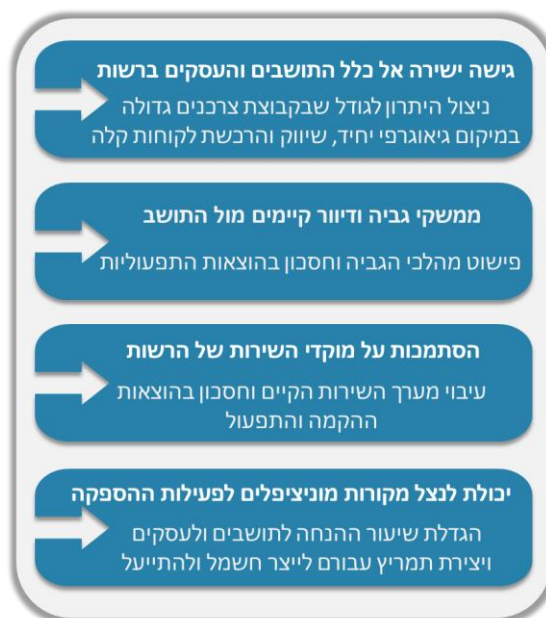 גישה ישירה אל כלל התושבים והעסקים ברשות
ניצול היתרון לגודל שבקבוצת צרכנים גדולה
במיקום גיאוגרפי יחיד, שיווק והרכשת לקוחות קלה
ממשקי גביה ודיוור קיימים מול התושב
פישוט מהלכי הגביה וחסכון בהוצאות התפעוליות
הסתמכות על מוקדי השירות של הרשות
עיבוי מערך השירות הקיים וחסכון בהוצאות
ההקמה והתפעול
יכולת לנצל מקורות מוניציפלים לפעילות ההספקה
הגדלת שיעור ההנחה לתושבים ולעסקים
ויצירת תמריץ עבורם לייצר חשמל ולהתייעל